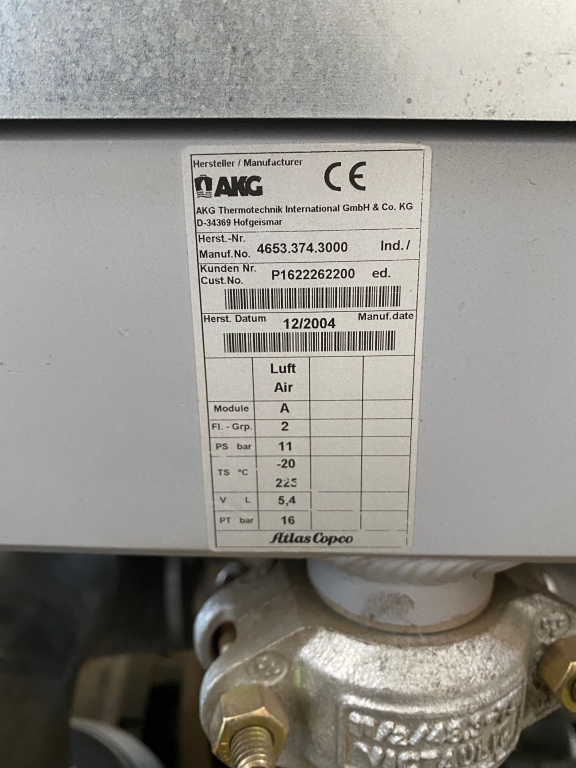 Hersteller / Manufacturer
AKG CE
AKG Thermotechnik International GmbH & Co. KG
D-34369 Hofgeismar
Herst.-Nr.
Manuf.No. 4653.374.3000 Ind./
Kunden Nr.
Cust.No. P1622262200 ed.
Herst. Datum 12/2004 Manuf.date
Luft
Air
Module A
Fl. - Grp. 2
PS bar 11
TS °C -20
225
V L 5,4
PT bar 16
Atlas Copco
VICTAULIC